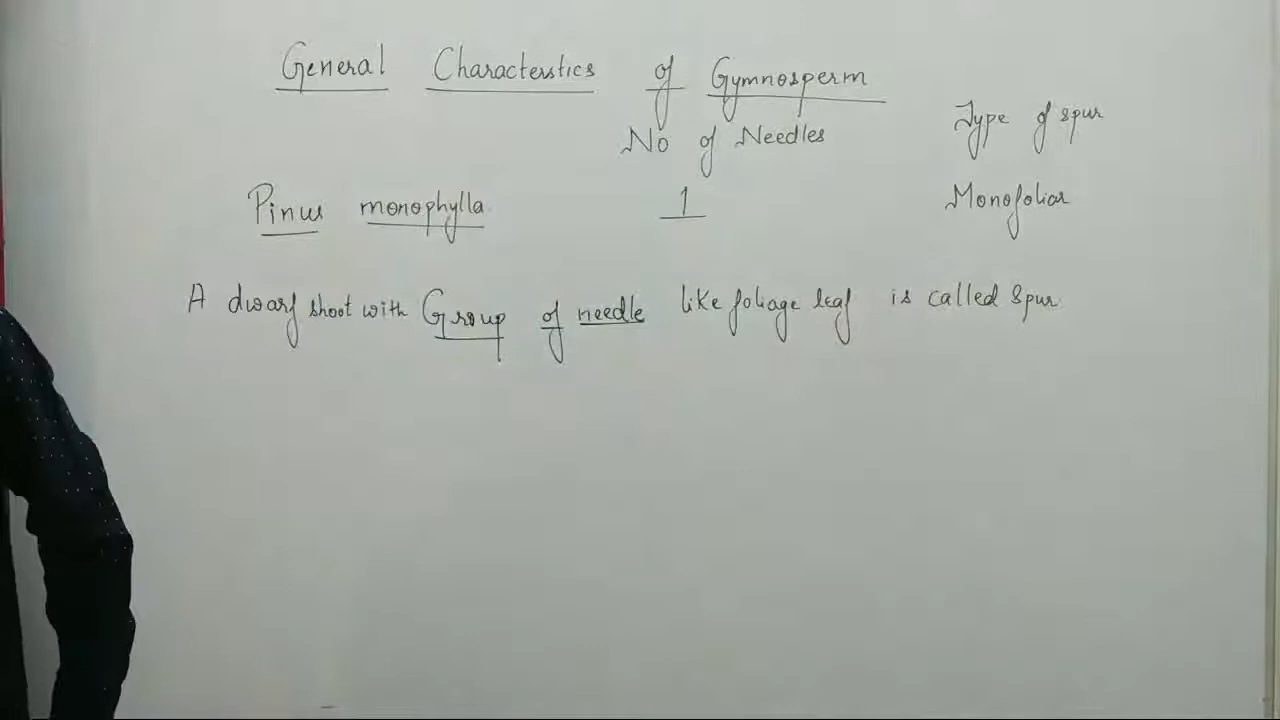 General Characterstics of Gymnosperm
No of Needles Type of spur
Pinus monophylla 1 Monofoliar
A dwarf shoot with Group of needle like foliage leaf is called Spur